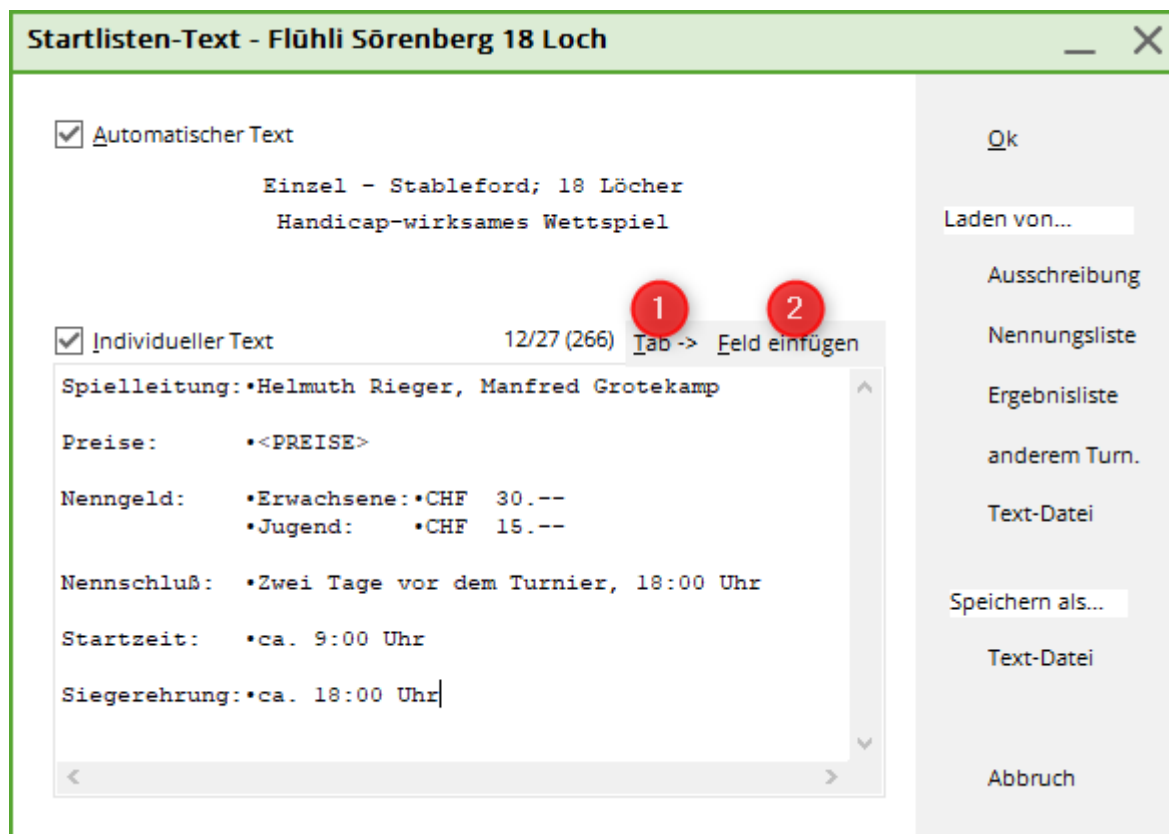 Startlisten-Text - Flühli Sörenberg 18 Loch
Automatischer Text
Einzel - Stableford; 18 Löcher
Handicap-wirksames Wettspiel
1 2
Individueller Text 12/27 (266) Tab -> Feld einfügen
Spielleitung:•Helmuth Rieger, Manfred Grotekamp
Preise: •<PREISE>
Nenngeld: •Erwachsene:•CHF 30.--
•Jugend: •CHF 15.--
Nennschluß: •Zwei Tage vor dem Turnier, 18:00 Uhr
Startzeit: •ca. 9:00 Uhr
Siegerehrung:•ca. 18:00 Uhr
Ok
Laden von...
Ausschreibung
Nennungsliste
Ergebnisliste
anderem Turn.
Text-Datei
Speichern als...
Text-Datei
Abbruch